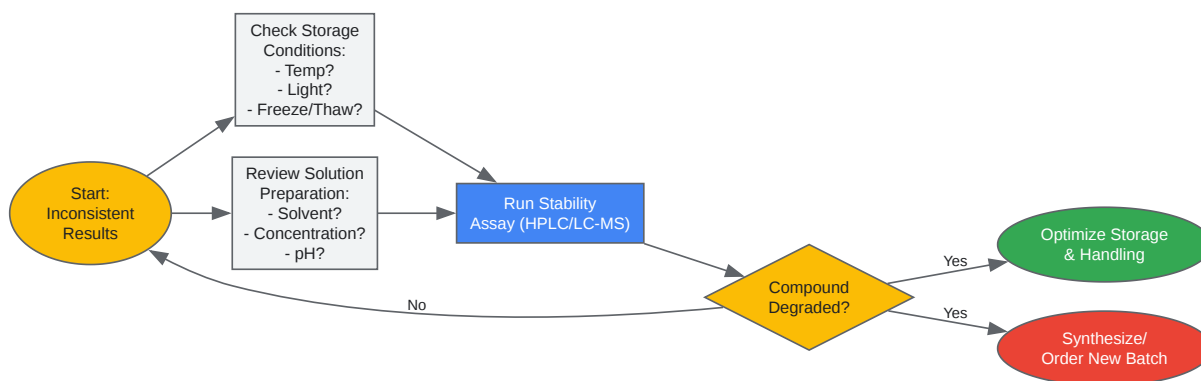 Check Storage
Conditions:
- Temp?
- Light?
- Freeze/Thaw?
Start:
Inconsistent
Results
Review Solution
Preparation:
- Solvent?
- Concentration?
- pH?
Run Stability
Assay (HPLC/LC-MS)
No
Compound
Degraded?
Yes
Optimize Storage
& Handling
Yes
Synthesize/
Order New Batch